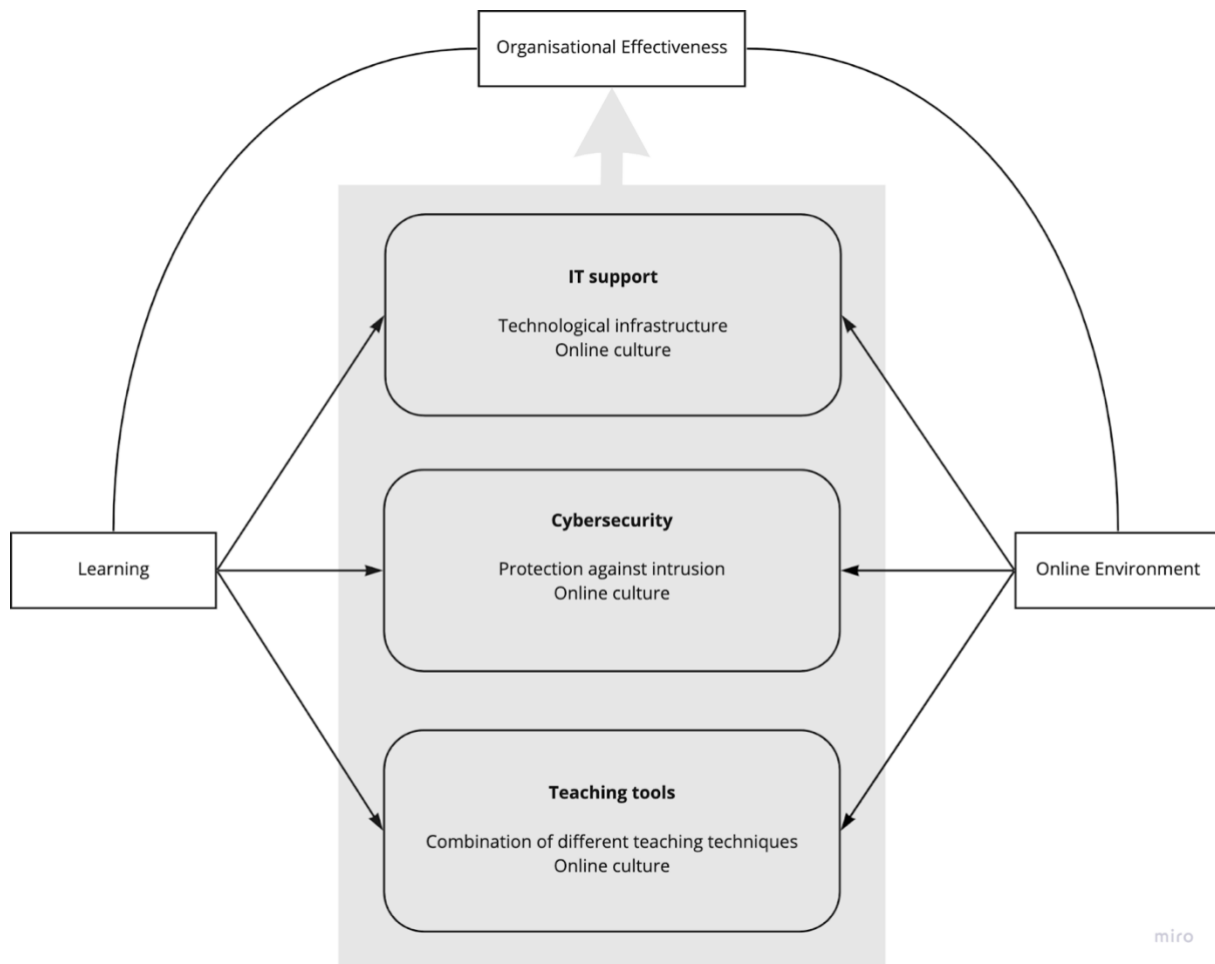 Organisational Effectiveness
IT support
Technological infrastructure
Online culture
Cybersecurity
Learning
Protection against intrusion
Online culture
Online Environment
Teaching tools
Combination of different teaching techniques
Online culture
miro